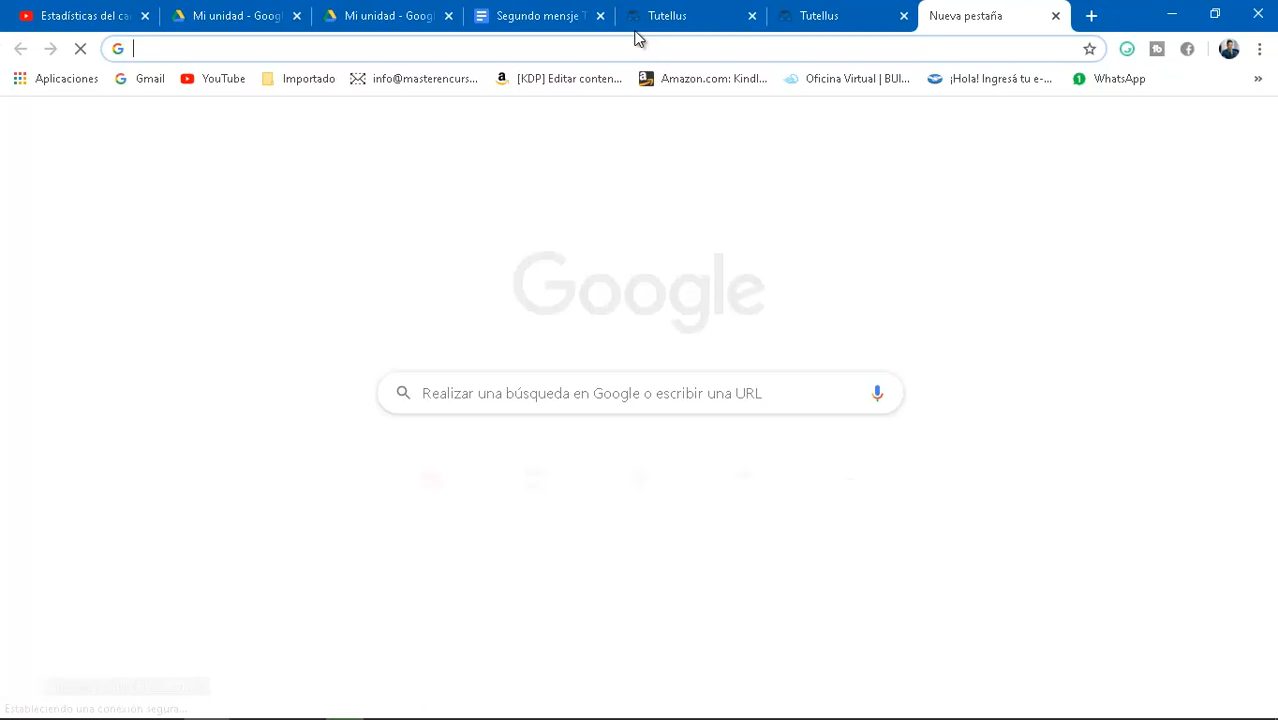 Estadísticas del ca
Mi unidad - Googl
Mi unidad - Googl
Segundo mensje T
Tutellus
Tutellus
Nueva pestaña
Aplicaciones
Gmail
YouTube
Importado
info@masterencurs...
[KDP] Editar conten...
Amazon.com: Kindl...
Oficina Virtual | BUI...
¡Hola! Ingresá tu e-...
WhatsApp
»
Google
Realizar una búsqueda en Google o escribir una URL
Estableciendo una conexión segura...